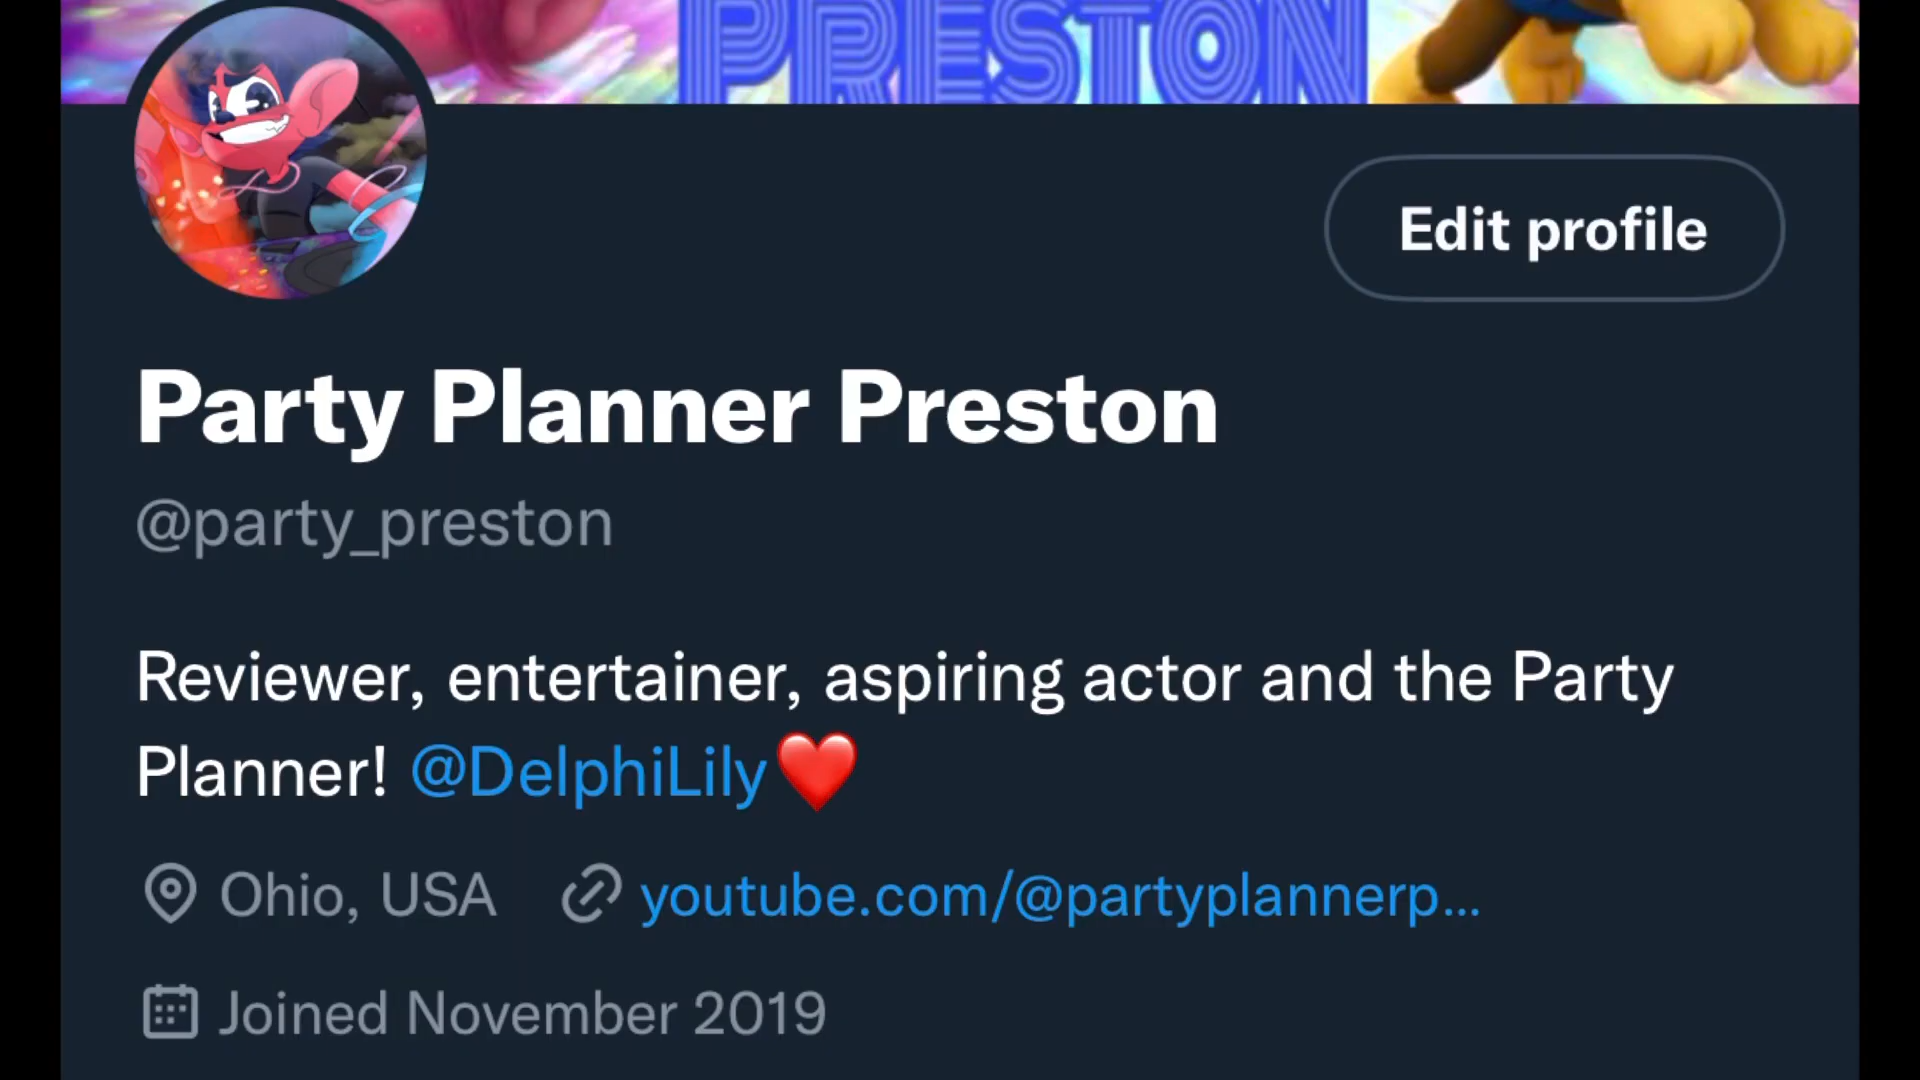 PRESTON
Edit profile
Party Planner Preston
@party_preston
Reviewer, entertainer, aspiring actor and the Party
Planner! @DelphiLily❤️
Ohio, USA youtube.com/@partyplannerp...
Joined November 2019